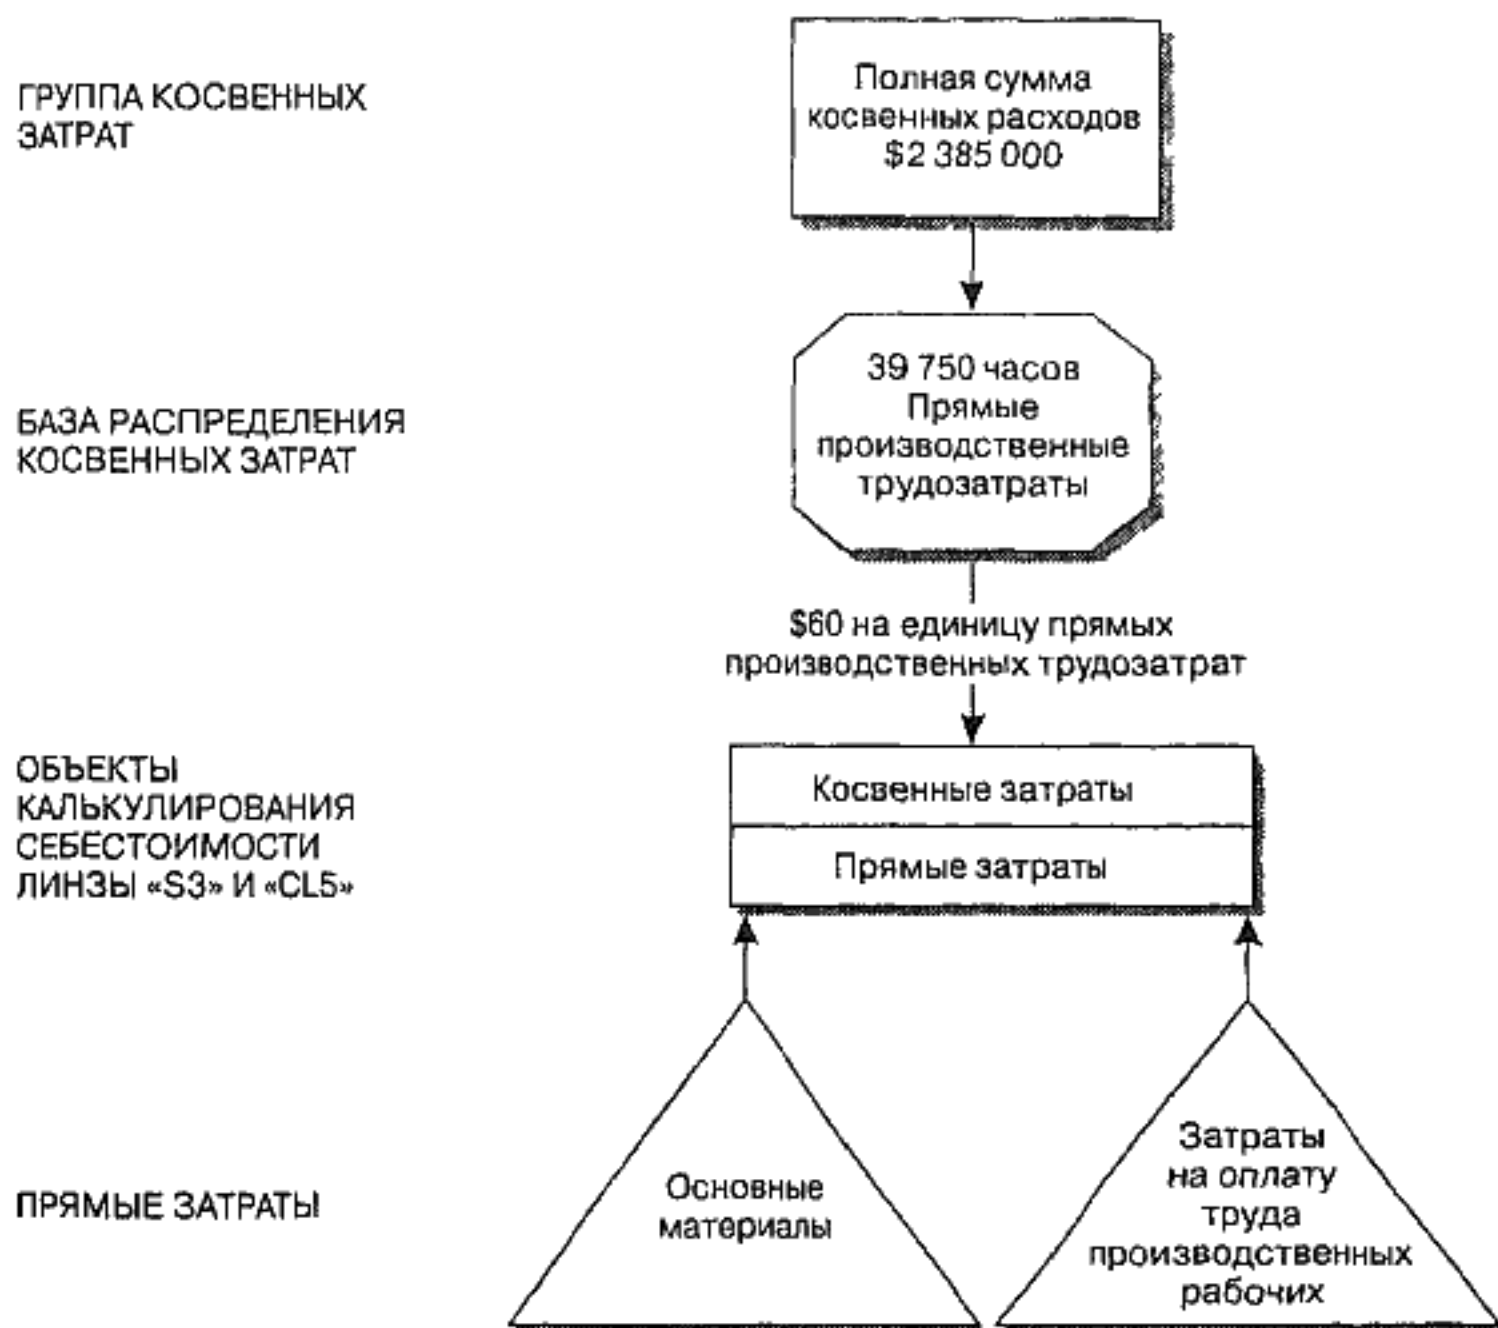 ГРУППА КОСВЕННЫХ
ЗАТРАТ
Полная сумма
косвенных расходов
$2 385 000
БАЗА РАСПРЕДЕЛЕНИЯ
КОСВЕННЫХ ЗАТРАТ
39 750 часов
Прямые
производственные
трудозатраты
$60 на единицу прямых
производственных трудозатрат
ОБЪЕКТЫ
КАЛЬКУЛИРОВАНИЯ
СЕБЕСТОИМОСТИ
ЛИНЗЫ «S3» И «CL5»
Косвенные затраты
Прямые затраты
ПРЯМЫЕ ЗАТРАТЫ
Основные
материалы
Затраты
на оплату
труда
производственных
рабочих